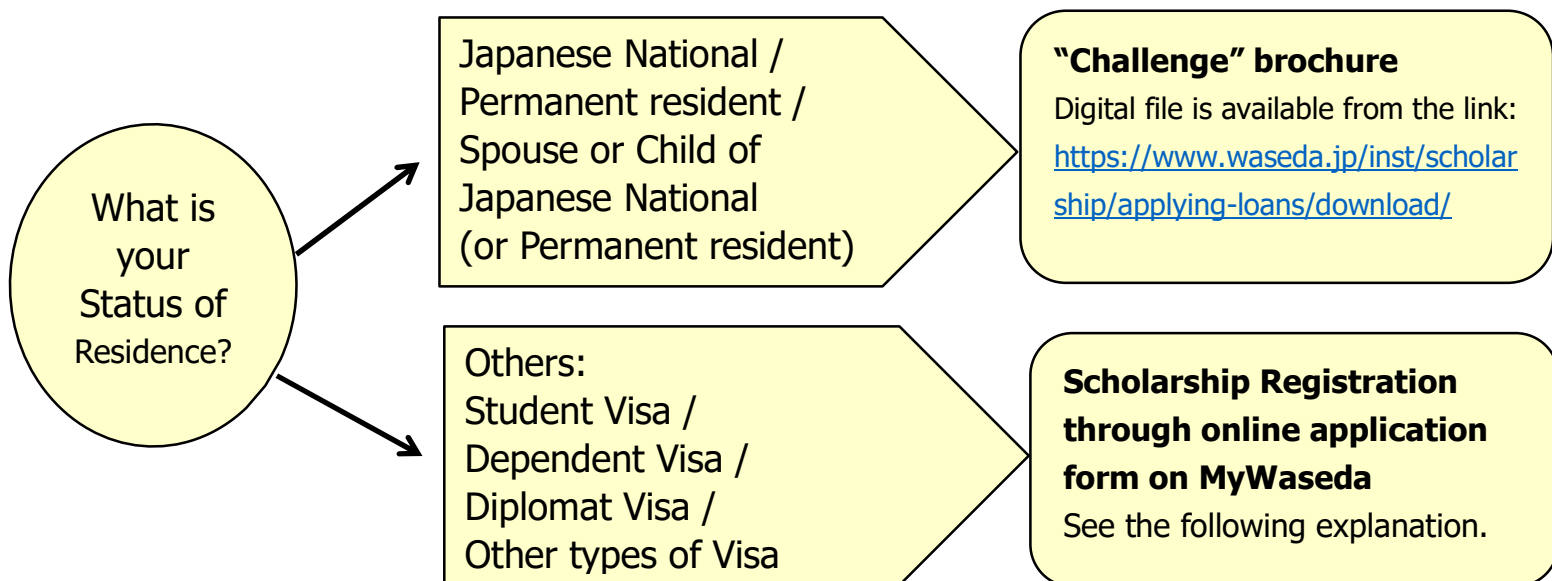 What is
your
Status of
Residence?
Japanese National /
Permanent resident /
Spouse or Child of
Japanese National
(or Permanent resident)
“Challenge” brochure
Digital file is available from the link:
https://www.waseda.jp/inst/scholar
ship/applying-loans/download/
Others:
Student Visa /
Dependent Visa /
Diplomat Visa /
Other types of Visa
Scholarship Registration
through online application
form on MyWaseda
See the following explanation.